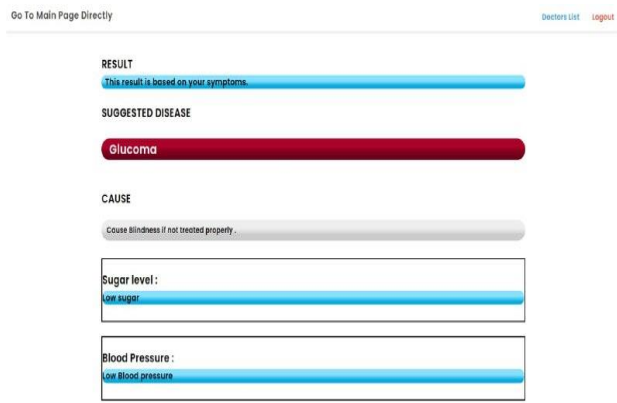 Go To Main Page Directly
Doctors List Logout
RESULT
This result is based on your symptoms.
SUGGESTED DISEASE
Glucoma
CAUSE
Cause Blindness if not treated properly .
Sugar level :
Low sugar
Blood Pressure :
Low Blood pressure